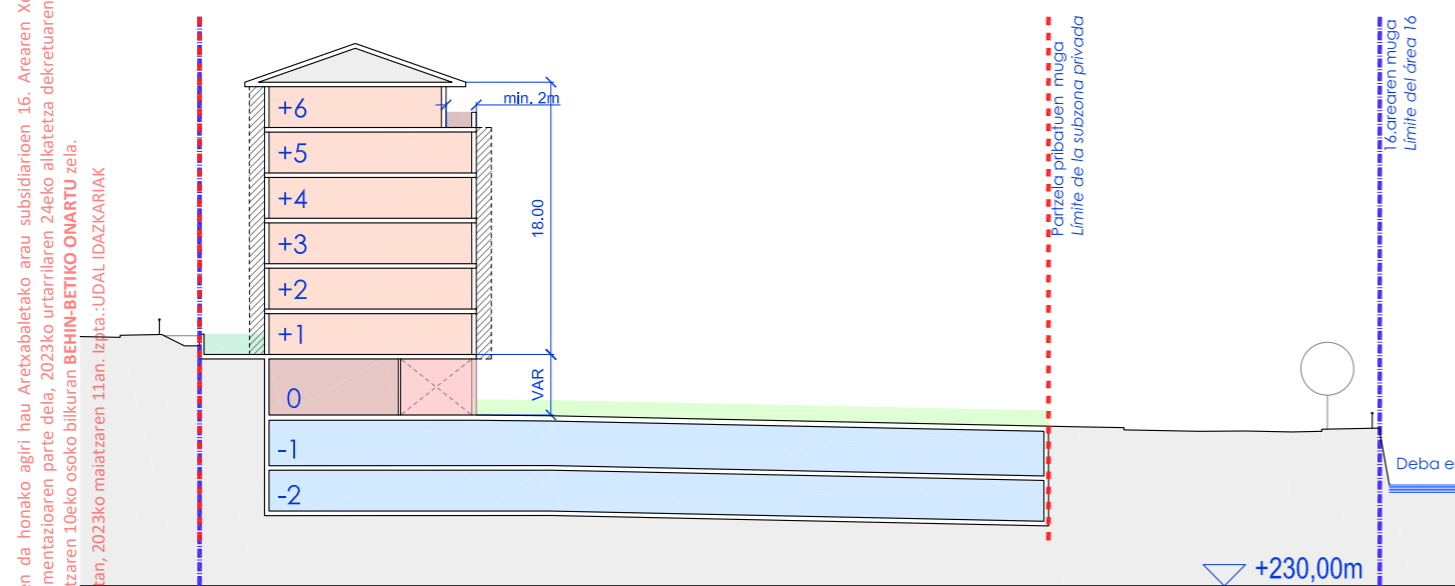 en da honako agiri hau Aretxabaletako arau subsidiarioen 16. Arearen
mentazioaren parte dela, 2023ko urtarrilaren 24eko alkatetza dekretuaren
tzaren 10eko osoko bilkuran BEHIN-BETIKO ONARTU zela.
tan, 2023ko maiatzaren 11an. Izpta.:UDAL IDAZKARIAK
+6
+5
+4
+3
+2
+1
0
-1
-2
min. 2m
18.00
VAR
Partzela pribatuen muga
Límite de la subzona privada
16.arearen muga
Límite del área 16
Deba e
+230,00m